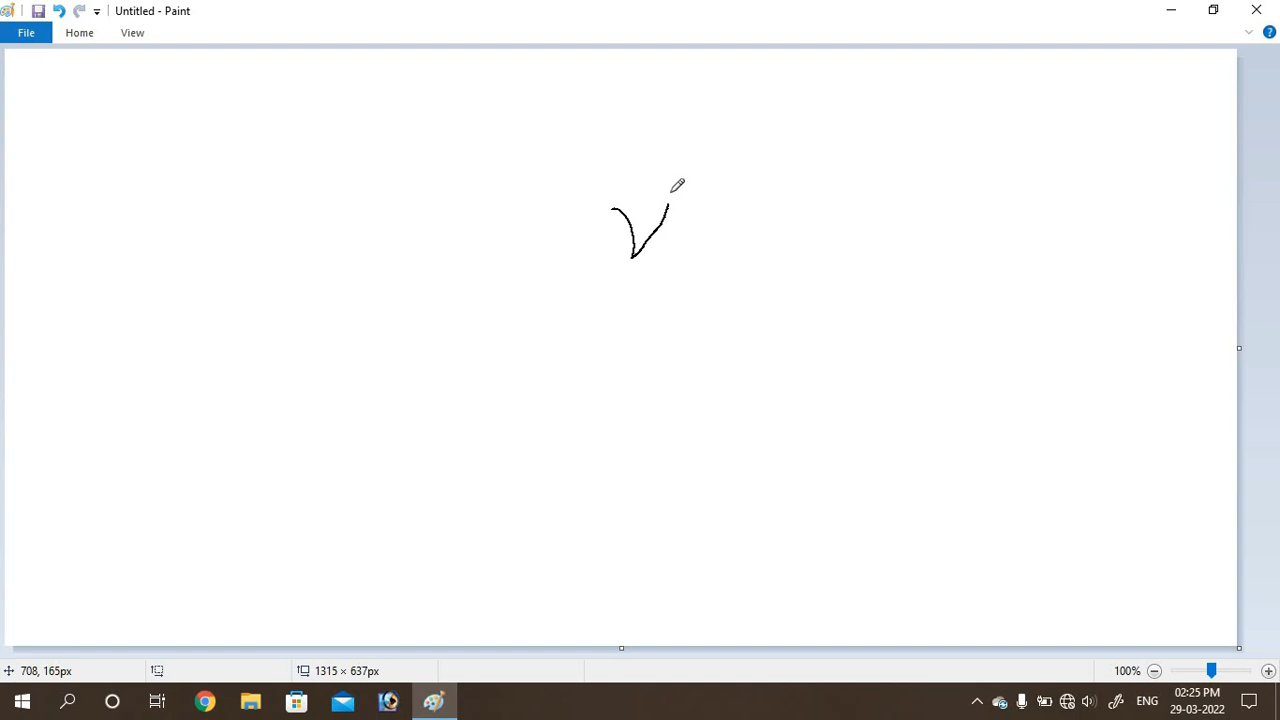 Untitled - Paint
File Home View
V
708, 165px 1315 × 637px 100%
ENG 02:25 PM
29-03-2022